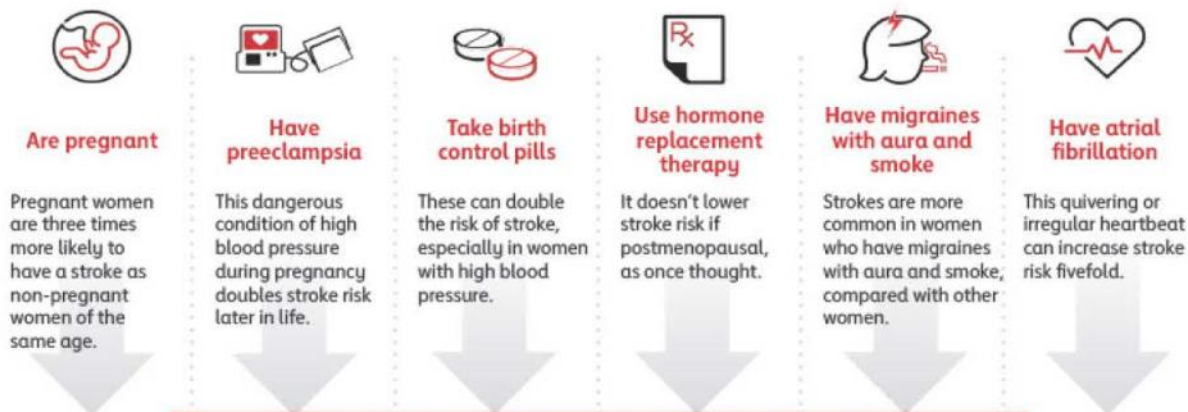 Rx
Are pregnant
Pregnant women
are three times
more likely to
have a stroke as
non-pregnant
women of the
same age.
Have
preeclampsia
This dangerous
condition of high
blood pressure
during pregnancy
doubles stroke risk
later in life.
Take birth
control pills
These can double
the risk of stroke,
especially in women
with high blood
pressure.
Use hormone
replacement
therapy
It doesn't lower
stroke risk if
postmenopausal,
as once thought.
Have migraines
with aura and
smoke
Strokes are more
common in women
who have migraines
with aura and smoke,
compared with other
women.
Have atrial
fibrillation
This quivering or
irregular heartbeat
can increase stroke
risk fivefold.